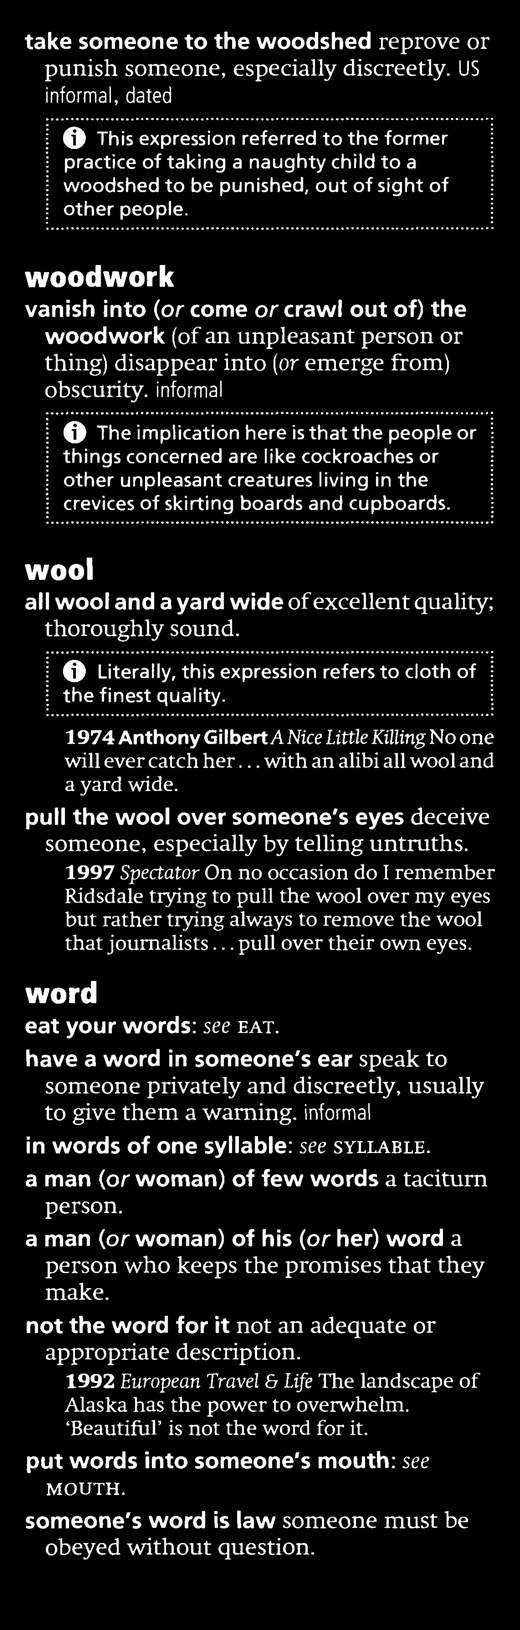 take someone to the woodshed reprove or
punish someone, especially discreetly. US
informal, dated
i This expression referred to the former
practice of taking a naughty child to a
woodshed to be punished, out of sight of
other people.
woodwork
vanish into (or come or crawl out of) the
woodwork (of an unpleasant person or
thing) disappear into (or emerge from)
obscurity. informal
i The implication here is that the people or
things concerned are like cockroaches or
other unpleasant creatures living in the
crevices of skirting boards and cupboards.
wool
all wool and a yard wide of excellent quality;
thoroughly sound.
i Literally, this expression refers to cloth of
the finest quality.
1974 Anthony Gilbert A Nice Little Killing No one
will ever catch her . . . with an alibi all wool and
a yard wide.
pull the wool over someone's eyes deceive
someone, especially by telling untruths.
1997 Spectator On no occasion do I remember
Ridsdale trying to pull the wool over my eyes
but rather trying always to remove the wool
that journalists . . . pull over their own eyes.
word
eat your words: see EAT.
have a word in someone's ear speak to
someone privately and discreetly, usually
to give them a warning. informal
in words of one syllable: see SYLLABLE.
a man (or woman) of few words a taciturn
person.
a man (or woman) of his (or her) word a
person who keeps the promises that they
make.
not the word for it not an adequate or
appropriate description.
1992 European Travel & Life The landscape of
Alaska has the power to overwhelm.
'Beautiful' is not the word for it.
put words into someone's mouth: see
MOUTH.
someone's word is law someone must be
obeyed without question.